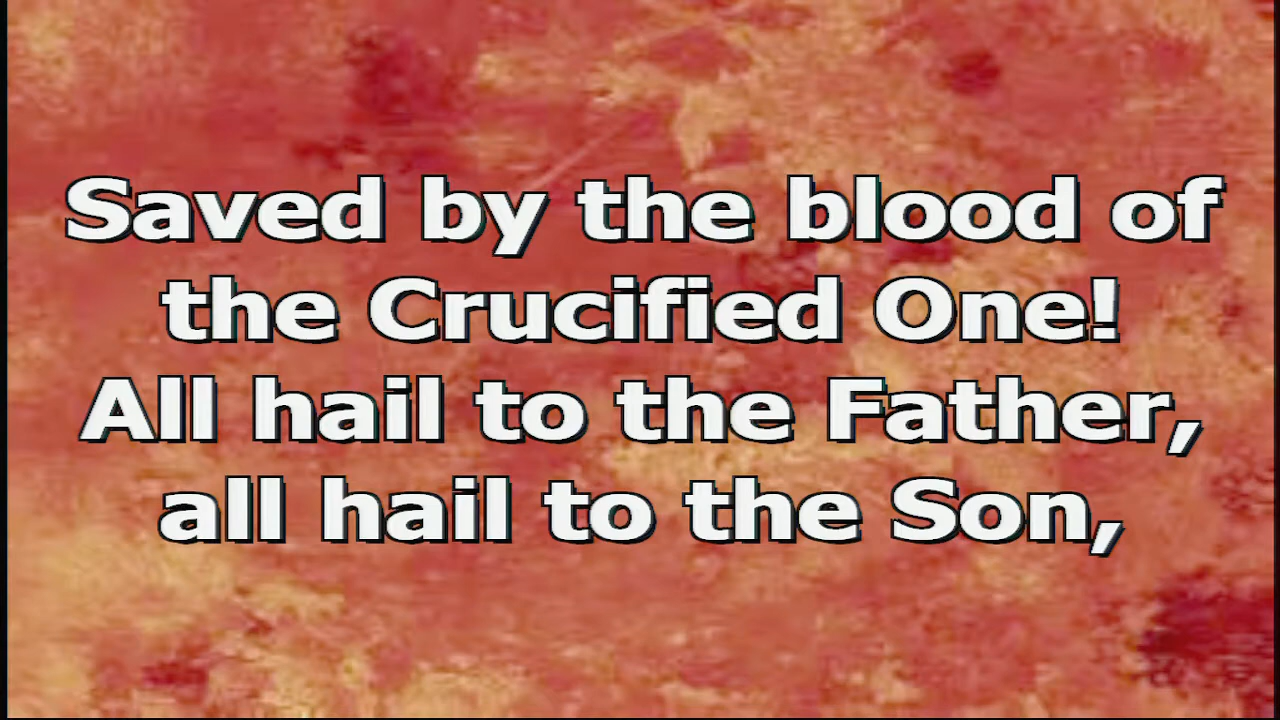 Saved by the blood of
the Crucified One!
All hail to the Father,
all hail to the Son,